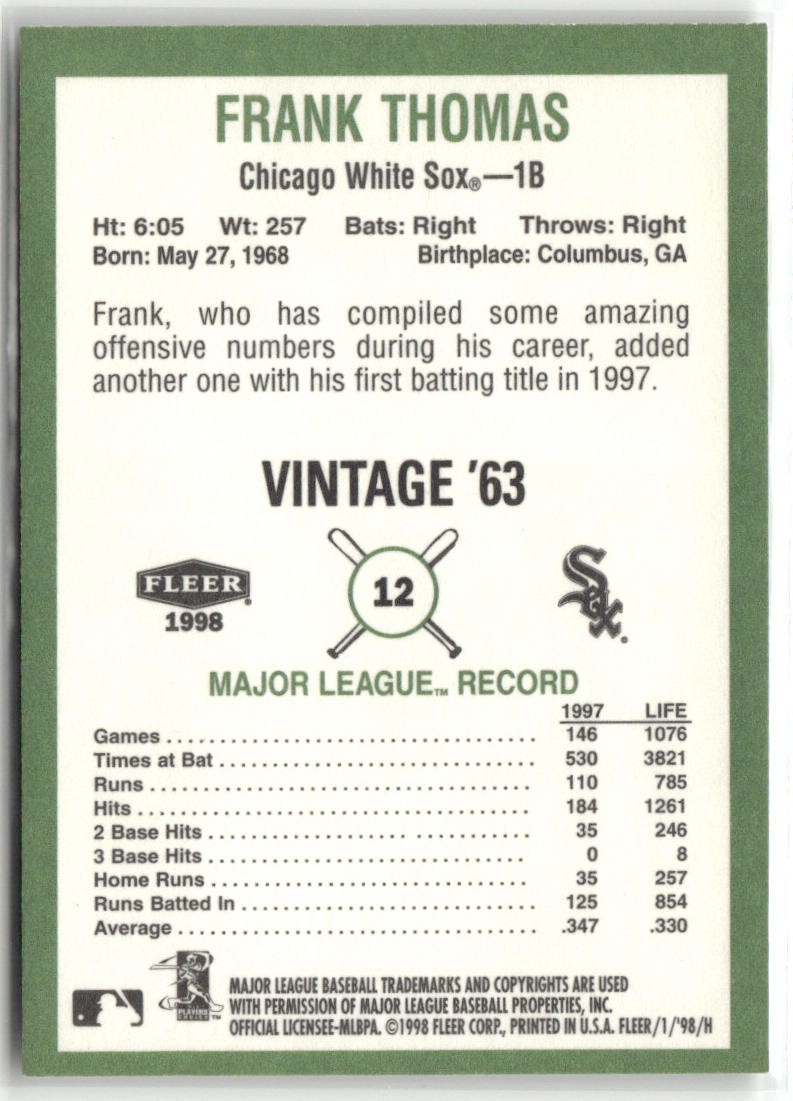 FRANK THOMAS
Chicago White Sox®—1B
Ht: 6:05 Wt: 257 Bats: Right Throws: Right
Born: May 27, 1968 Birthplace: Columbus, GA
Frank, who has compiled some amazing
offensive numbers during his career, added
another one with his first batting title in 1997.
VINTAGE '63
FLEER
1998
12
Sox
MAJOR LEAGUE™ RECORD
1997 LIFE
Games . . . . . . . . . . . . . . . . . . . . . . . . . . . . . . . . . . 146 1076
Times at Bat . . . . . . . . . . . . . . . . . . . . . . . . . . . . . 530 3821
Runs . . . . . . . . . . . . . . . . . . . . . . . . . . . . . . . . . . . 110 785
Hits . . . . . . . . . . . . . . . . . . . . . . . . . . . . . . . . . . . . 184 1261
2 Base Hits . . . . . . . . . . . . . . . . . . . . . . . . . . . . . . 35 246
3 Base Hits . . . . . . . . . . . . . . . . . . . . . . . . . . . . . . 0 8
Home Runs . . . . . . . . . . . . . . . . . . . . . . . . . . . . . . 35 257
Runs Batted In . . . . . . . . . . . . . . . . . . . . . . . . . . . 125 854
Average . . . . . . . . . . . . . . . . . . . . . . . . . . . . . . . . .347 .330
PLAYERS
CHOICE™
MAJOR LEAGUE BASEBALL TRADEMARKS AND COPYRIGHTS ARE USED
WITH PERMISSION OF MAJOR LEAGUE BASEBALL PROPERTIES, INC.
OFFICIAL LICENSEE-MLBPA. ©1998 FLEER CORP., PRINTED IN U.S.A. FLEER/1/'98/H